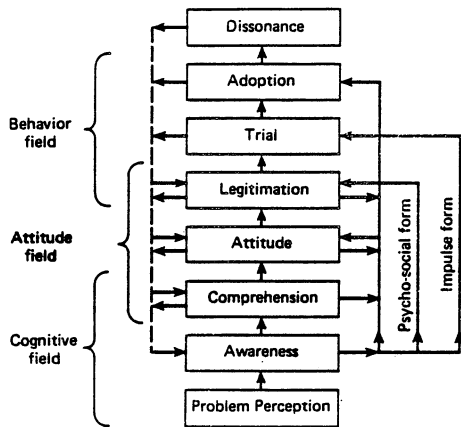 Dissonance
Adoption
Behavior
field
Trial
Legitimation
Attitude
field
Attitude
Comprehension
Cognitive
field
Awareness
Problem Perception
Psycho-social form
Impulse form